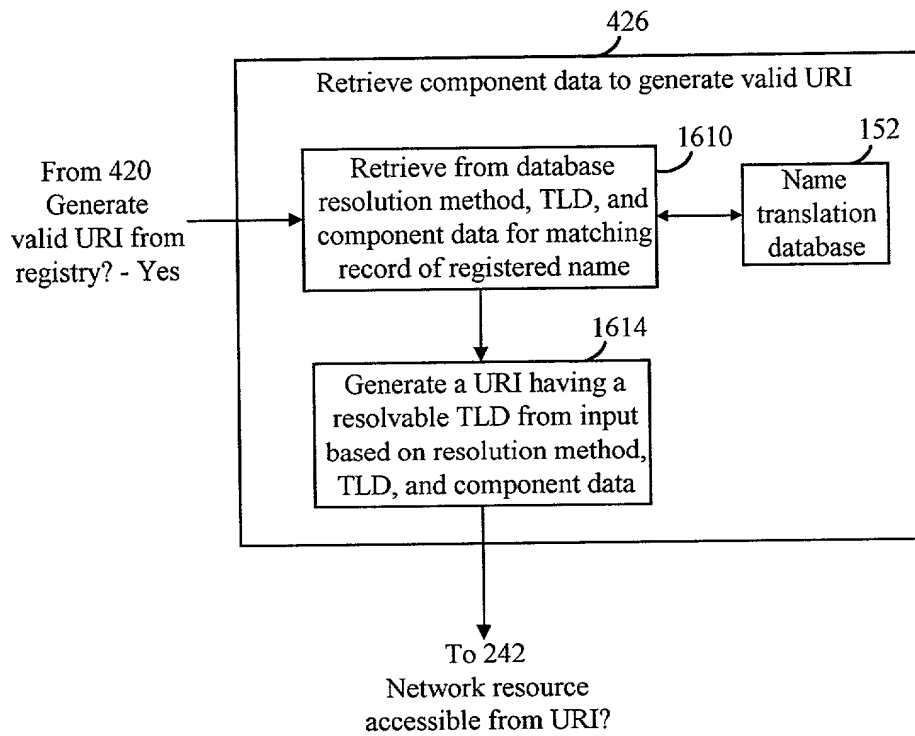 426
Retrieve component data to generate valid URI
From 420
Generate
valid URI from
registry? - Yes
1610
Retrieve from database
resolution method, TLD, and
component data for matching
record of registered name
152
Name
translation
database
1614
Generate a URI having a
resolvable TLD from input
based on resolution method,
TLD, and component data
To 242
Network resource
accessible from URI?